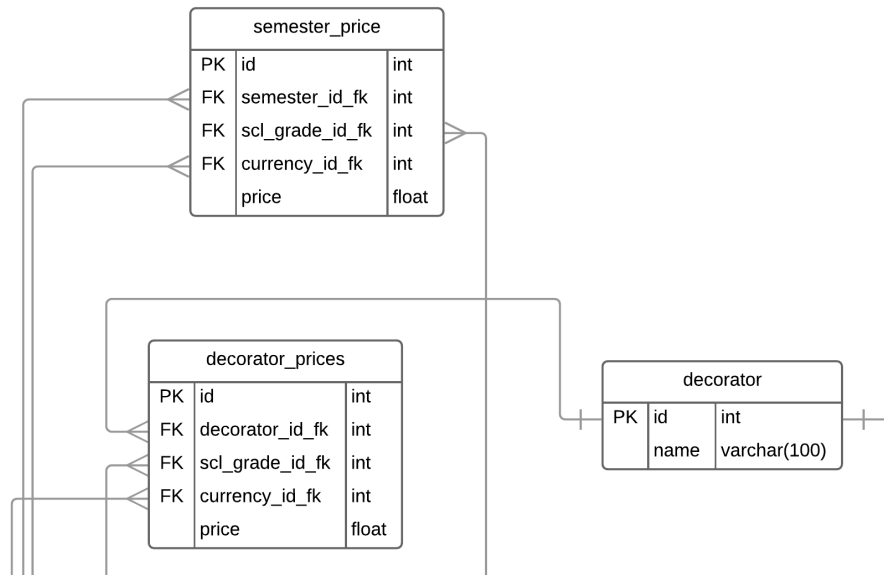 semester_price
PK id int
FK semester_id_fk int
FK scl_grade_id_fk int
FK currency_id_fk int
price float
decorator_prices
PK id int
FK decorator_id_fk int
FK scl_grade_id_fk int
FK currency_id_fk int
price float
decorator
PK id int
name varchar(100)